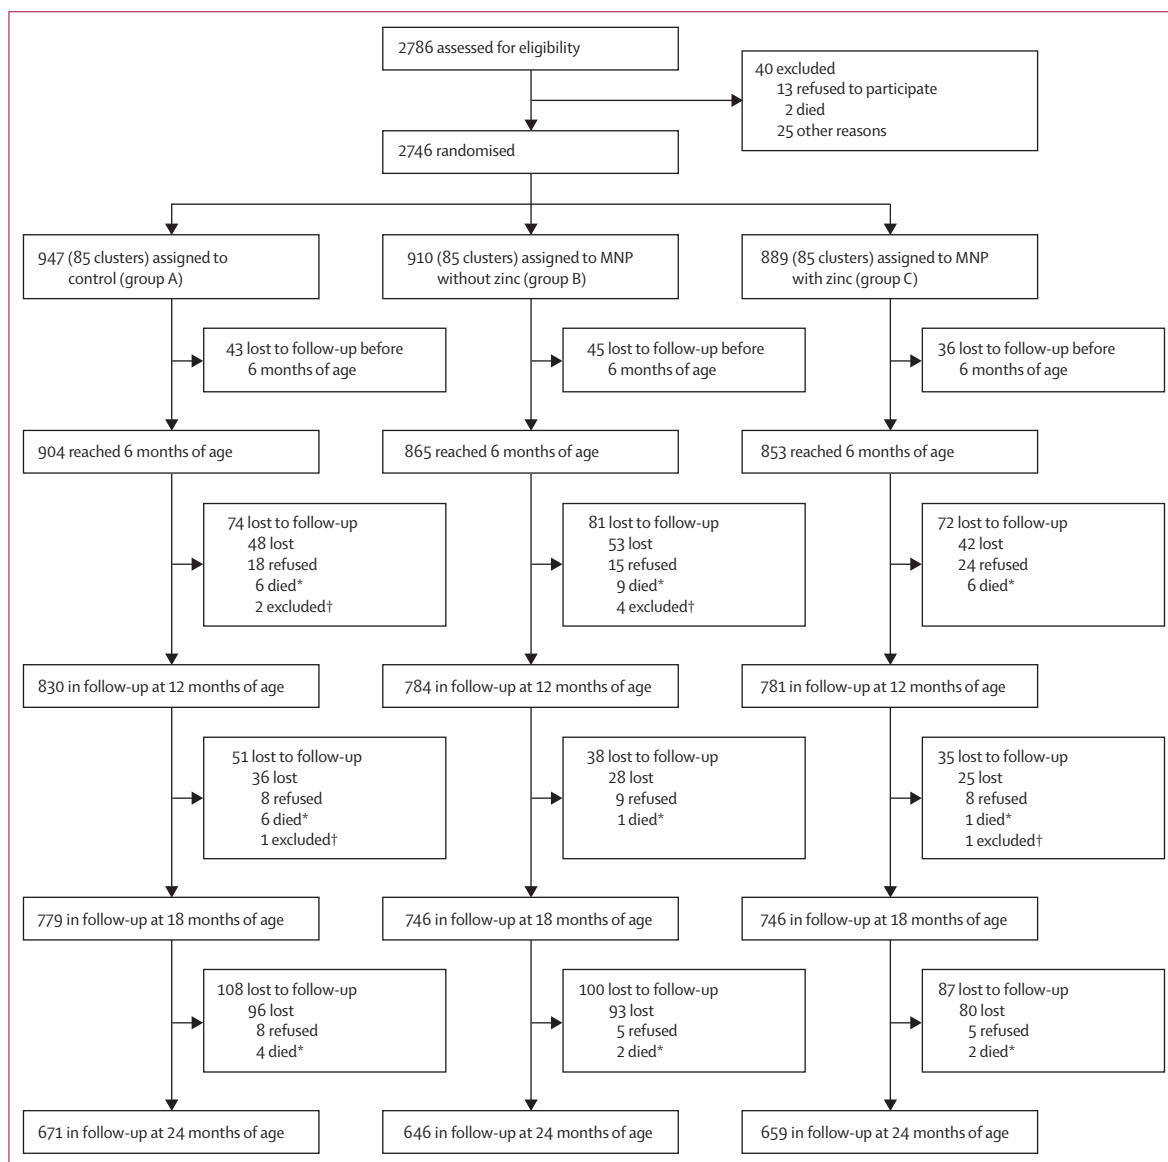 2786 assessed for eligibility
40 excluded
13 refused to participate
2 died
25 other reasons
2746 randomised
947 (85 clusters) assigned to
control (group A)
910 (85 clusters) assigned to MNP
without zinc (group B)
889 (85 clusters) assigned to MNP
with zinc (group C)
43 lost to follow-up before
6 months of age
45 lost to follow-up before
6 months of age
36 lost to follow-up before
6 months of age
904 reached 6 months of age
865 reached 6 months of age
853 reached 6 months of age
74 lost to follow-up
48 lost
18 refused
6 died*
2 excluded†
81 lost to follow-up
53 lost
15 refused
9 died*
4 excluded†
72 lost to follow-up
42 lost
24 refused
6 died*
830 in follow-up at 12 months of age
784 in follow-up at 12 months of age
781 in follow-up at 12 months of age
51 lost to follow-up
36 lost
8 refused
6 died*
1 excluded†
38 lost to follow-up
28 lost
9 refused
1 died*
35 lost to follow-up
25 lost
8 refused
1 died*
1 excluded†
779 in follow-up at 18 months of age
746 in follow-up at 18 months of age
746 in follow-up at 18 months of age
108 lost to follow-up
96 lost
8 refused
4 died*
100 lost to follow-up
93 lost
5 refused
2 died*
87 lost to follow-up
80 lost
5 refused
2 died*
671 in follow-up at 24 months of age
646 in follow-up at 24 months of age
659 in follow-up at 24 months of age